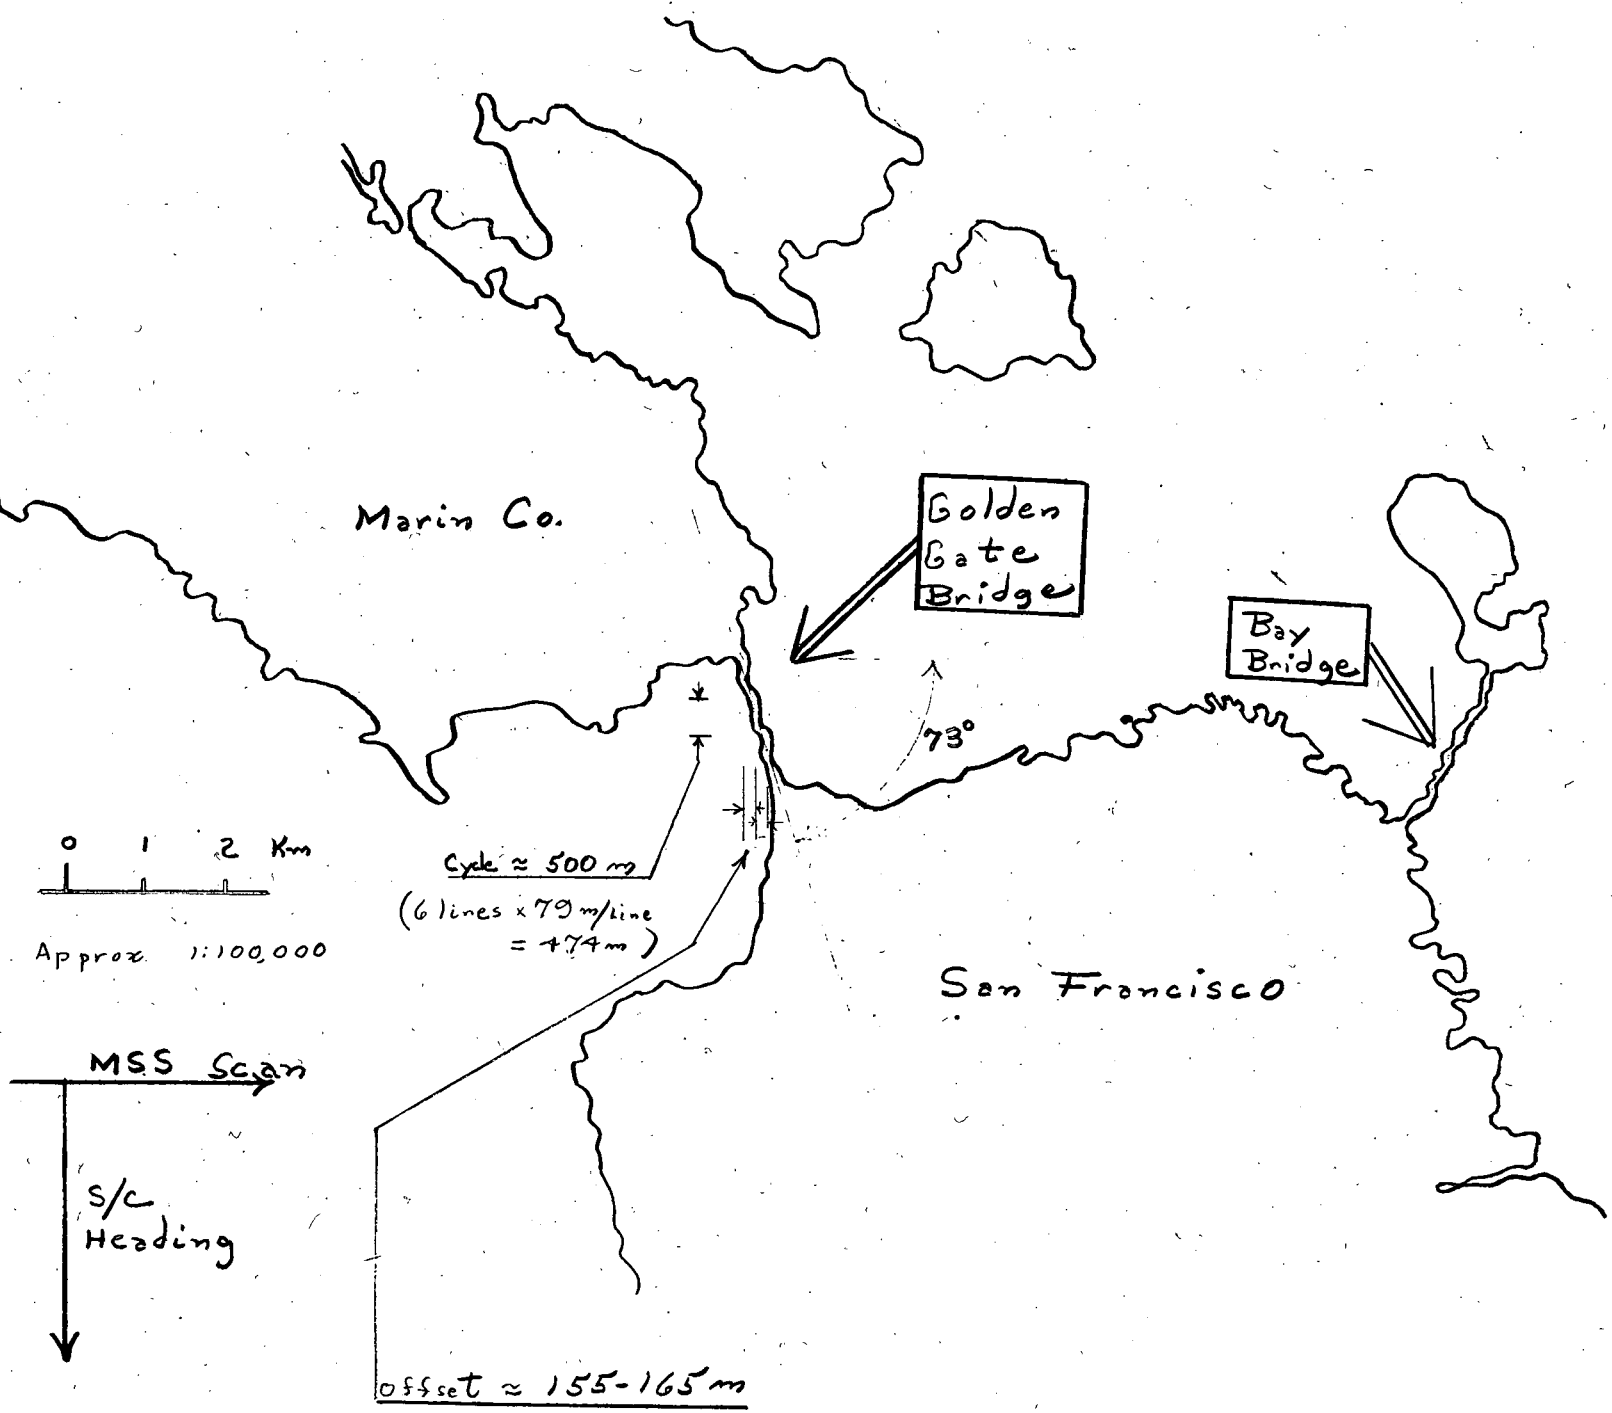 Marin Co.
Golden
Gate
Bridge
Bay
Bridge
73°
0 1 2 Km
Approx. 1:100,000
Cycle ≈ 500 m
(6 lines × 79 m/line
= 474 m)
San Francisco
MSS Scan
S/C
Heading
offset ≈ 155-165 m